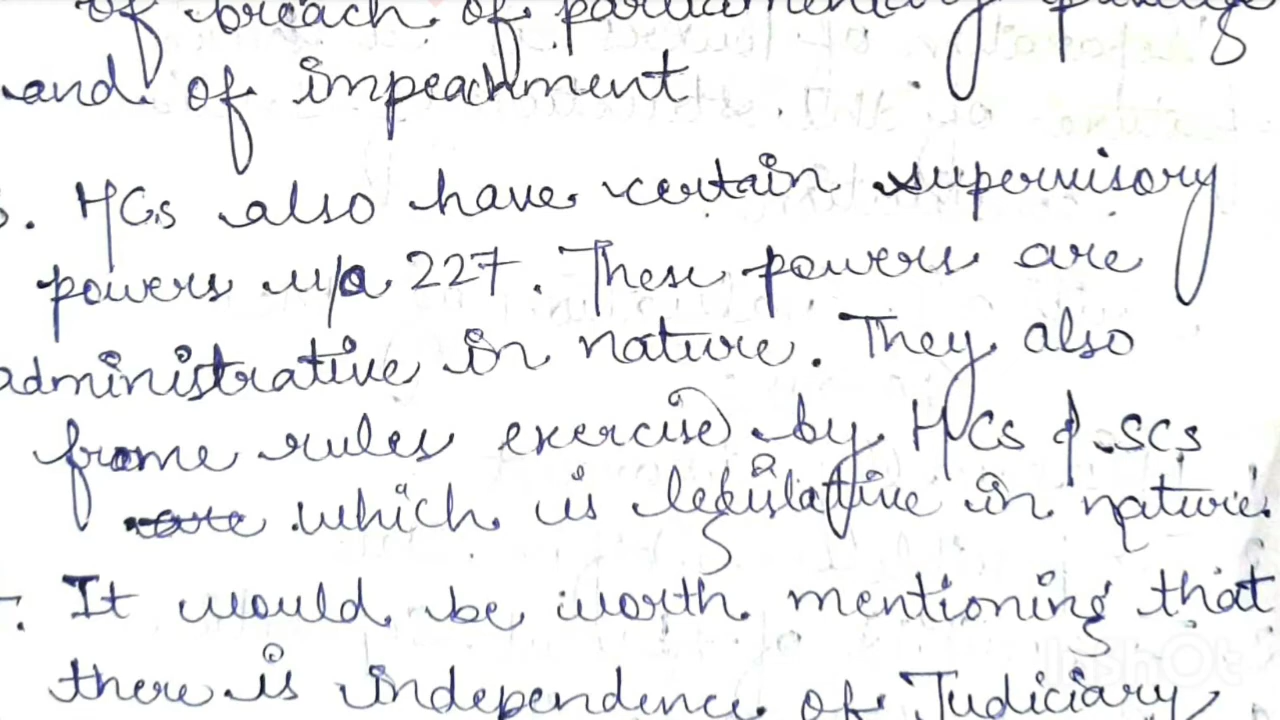 of breach of parliamentary privilege
and of impeachment
. HCs also have certain supervisory
powers u/a 227. These powers are
administrative in nature. They also
frame rules exercise by HCs & SCs
which is legislative in nature.
. It would be worth mentioning that
there is independence of Judiciary
InShOt